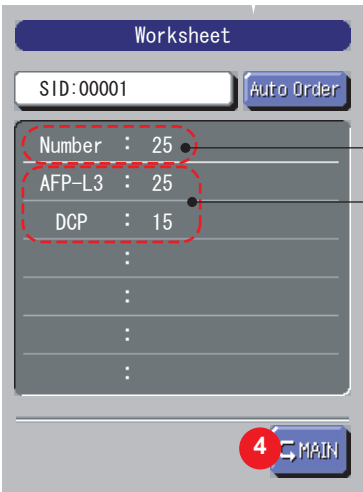 Worksheet
SID:00001
Auto Order
Number : 25
AFP-L3 : 25
DCP : 15
:
:
:
:
4
MAIN